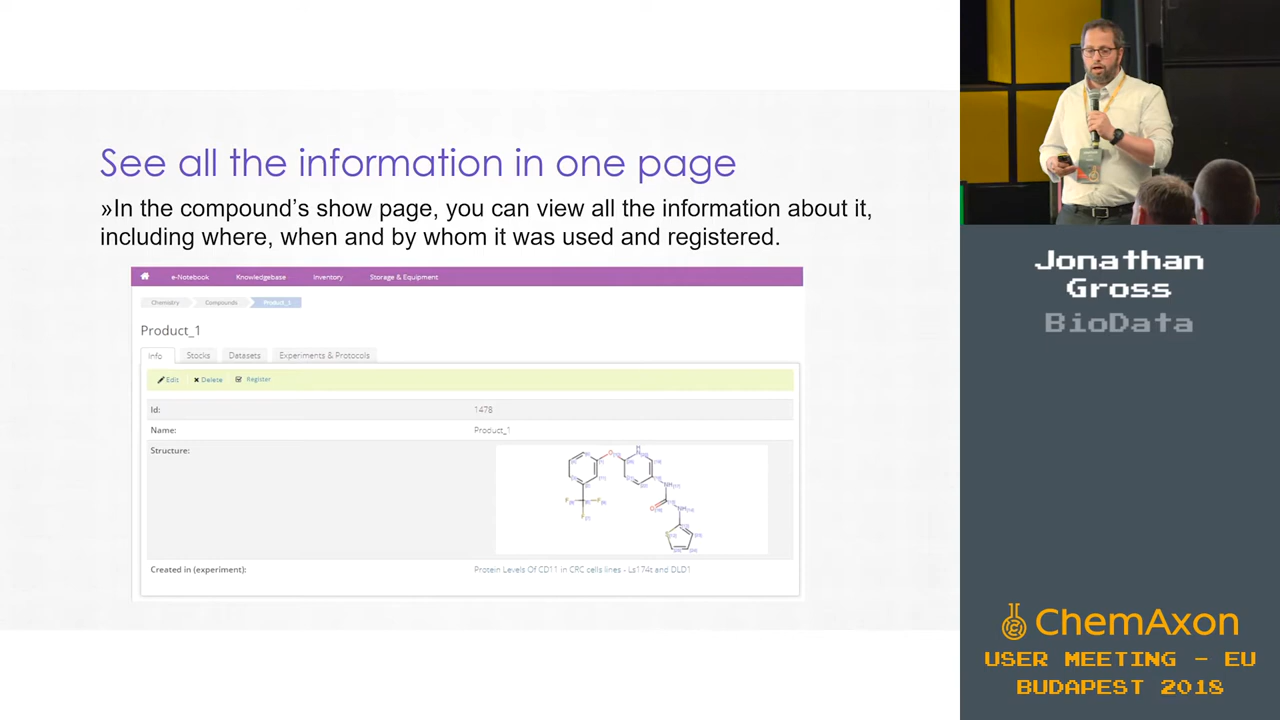 See all the information in one page
»In the compound's show page, you can view all the information about it,
including where, when and by whom it was used and registered.
e-Notebook Knowledgebase Inventory Storage & Equipment
Chemistry Compounds Product_1
Product_1
Info Stocks Datasets Experiments & Protocols
Edit Delete Register
Id: 1478
Name: Product_1
Structure:
Created in (experiment): Protein Levels Of CD11 in CRC cells lines - Ls174t and DLD1
Jonathan
Gross
BioData
ChemAxon
USER MEETING - EU
BUDAPEST 2018